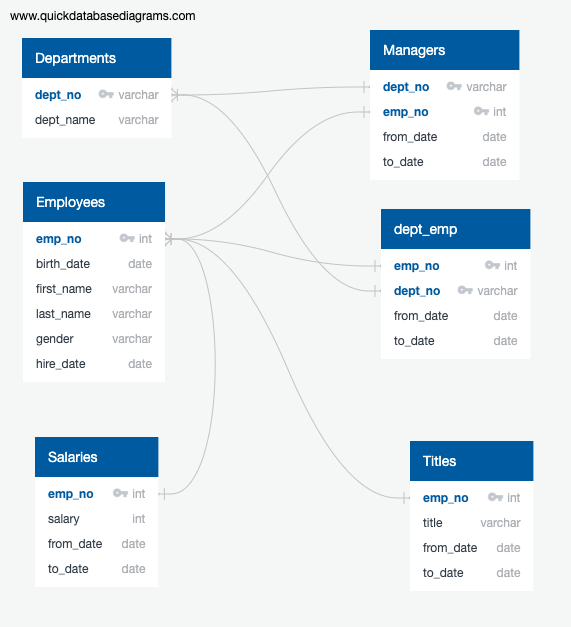 www.quickdatabasediagrams.com
Departments
dept_no varchar
dept_name varchar
Managers
dept_no varchar
emp_no int
from_date date
to_date date
Employees
emp_no int
birth_date date
first_name varchar
last_name varchar
gender varchar
hire_date date
dept_emp
emp_no int
dept_no varchar
from_date date
to_date date
Salaries
emp_no int
salary int
from_date date
to_date date
Titles
emp_no int
title varchar
from_date date
to_date date